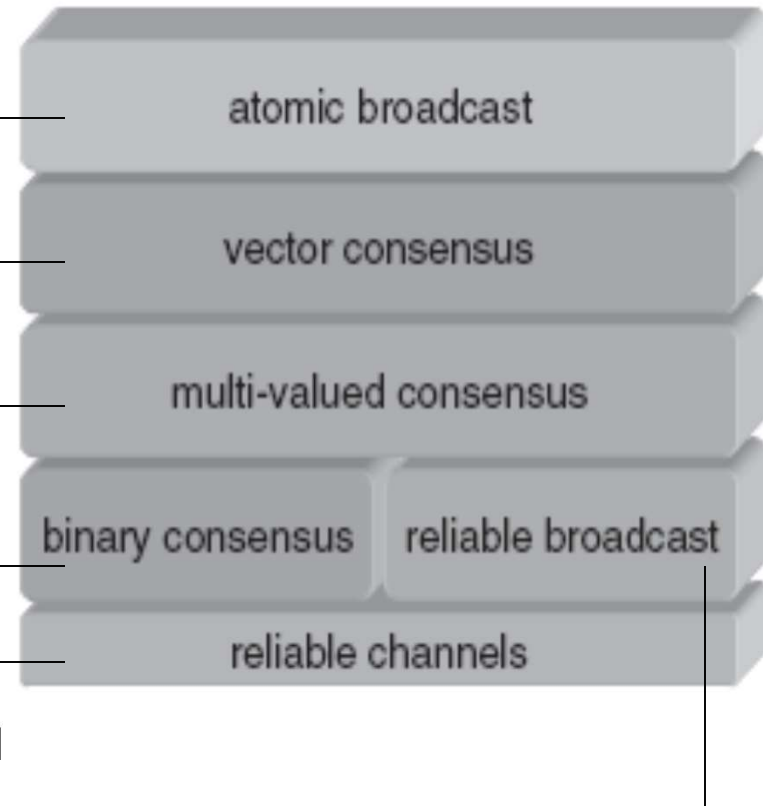 atomic broadcast
vector consensus
multi-valued consensus
binary consensus
reliable broadcast
reliable channels